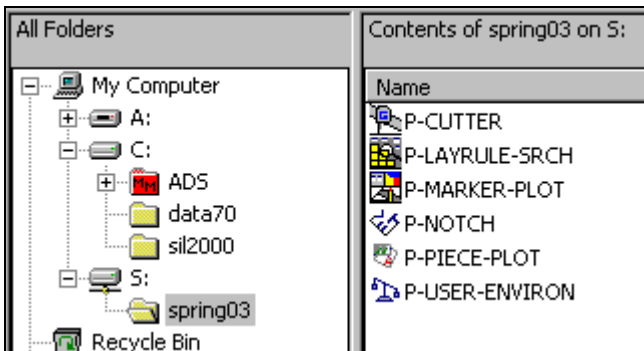 All Folders
My Computer
A:
C:
ADS
data70
sil2000
S:
spring03
Recycle Bin
Contents of spring03 on S:
Name
P-CUTTER
P-LAYRULE-SRCH
P-MARKER-PLOT
P-NOTCH
P-PIECE-PLOT
P-USER-ENVIRON